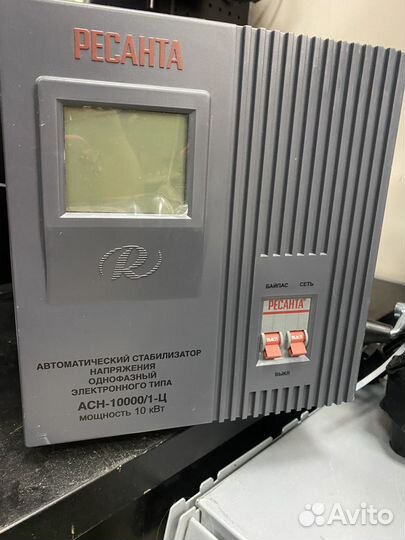 РЕСАНТА
R
БАЙПАС СЕТЬ
РЕСАНТА
ВЫКЛ
АВТОМАТИЧЕСКИЙ СТАБИЛИЗАТОР
НАПРЯЖЕНИЯ
ОДНОФАЗНЫЙ
ЭЛЕКТРОННОГО ТИПА
АСН-10000/1-Ц
МОЩНОСТЬ 10 кВт
Avito